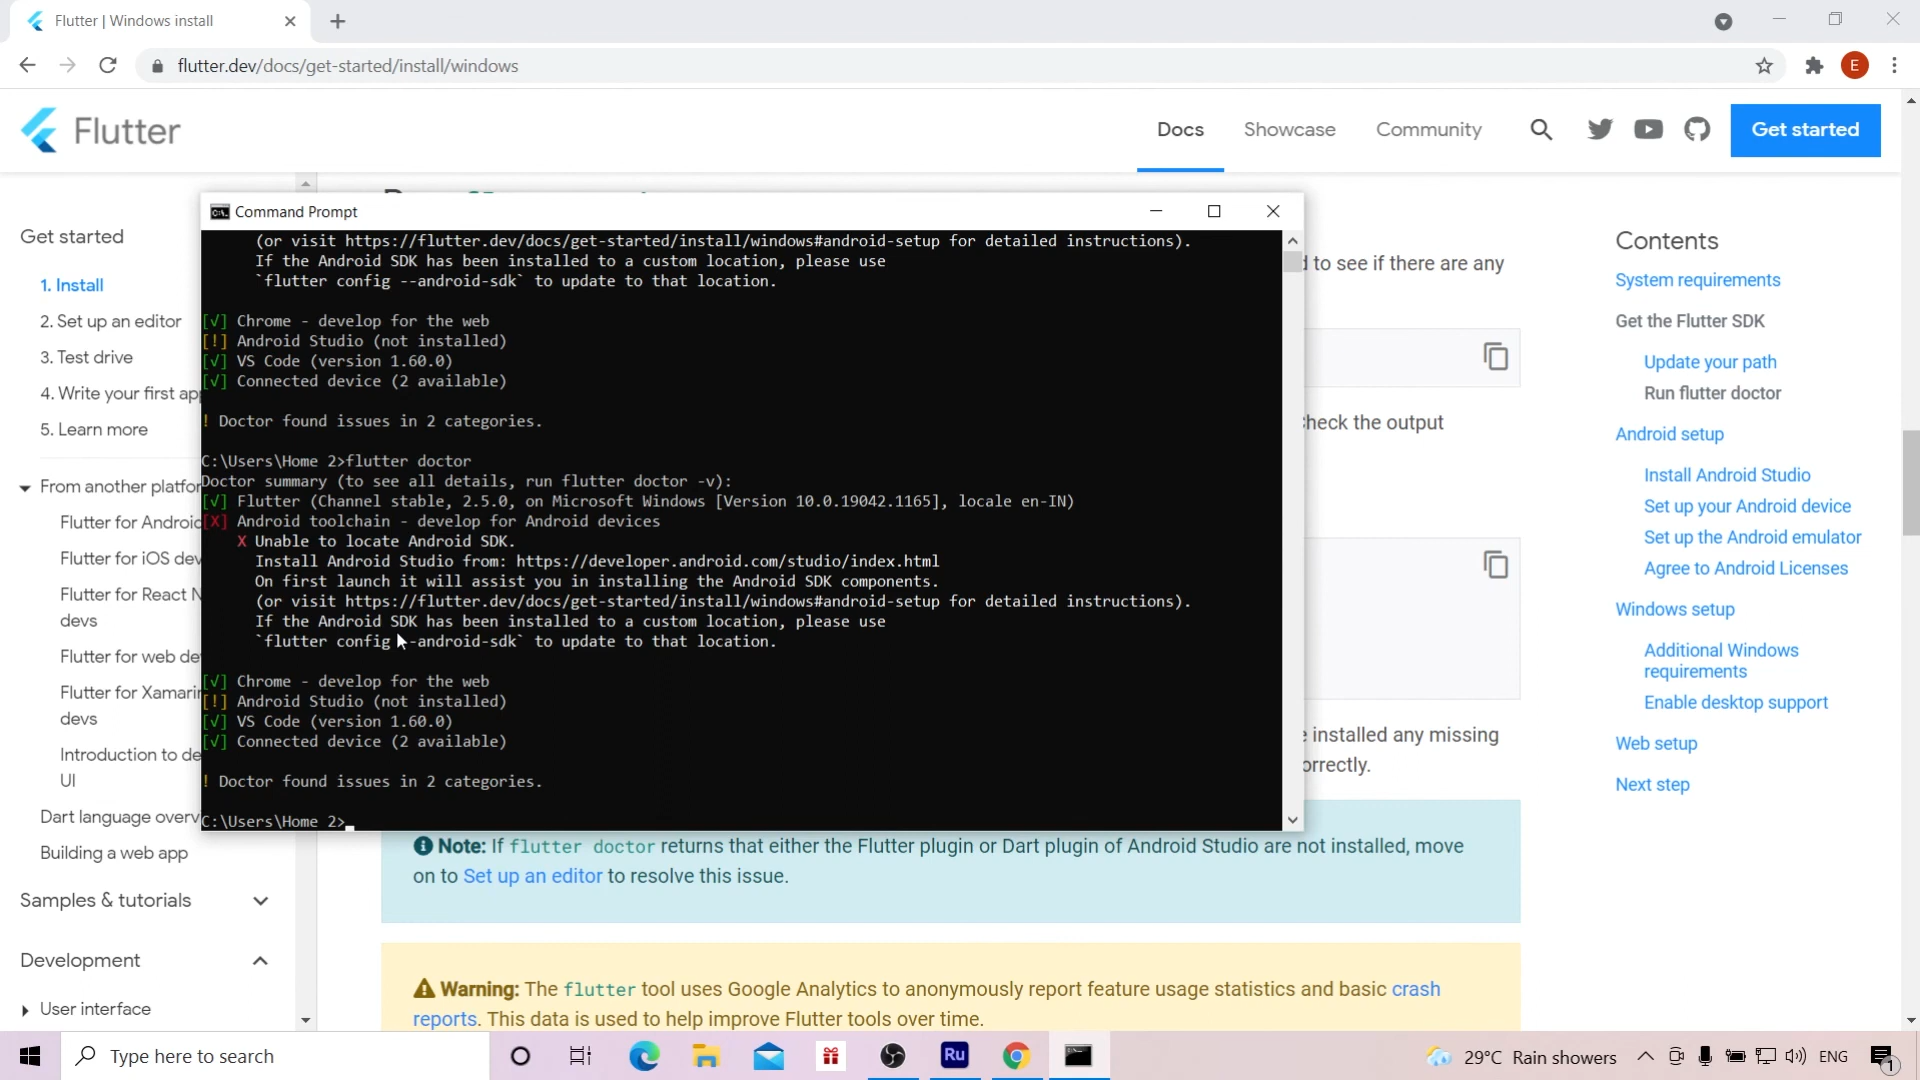 Flutter | Windows install
flutter.dev/docs/get-started/install/windows
E
Flutter
Docs
Showcase
Community
Get started
Get started
1. Install
2. Set up an editor
3. Test drive
4. Write your first app
5. Learn more
From another platfor
Flutter for Android
Flutter for iOS dev
Flutter for React N
devs
Flutter for web de
Flutter for Xamari
devs
Introduction to de
UI
Dart language overv
Building a web app
Samples & tutorials
Development
User interface
Command Prompt
(or visit https://flutter.dev/docs/get-started/install/windows#android-setup for detailed instructions).
If the Android SDK has been installed to a custom location, please use
`flutter config --android-sdk` to update to that location.
[√] Chrome - develop for the web
[!] Android Studio (not installed)
[√] VS Code (version 1.60.0)
[√] Connected device (2 available)
! Doctor found issues in 2 categories.
C:\Users\Home 2>flutter doctor
Doctor summary (to see all details, run flutter doctor -v):
[√] Flutter (Channel stable, 2.5.0, on Microsoft Windows [Version 10.0.19042.1165], locale en-IN)
[X] Android toolchain - develop for Android devices
X Unable to locate Android SDK.
Install Android Studio from: https://developer.android.com/studio/index.html
On first launch it will assist you in installing the Android SDK components.
(or visit https://flutter.dev/docs/get-started/install/windows#android-setup for detailed instructions).
If the Android SDK has been installed to a custom location, please use
`flutter config --android-sdk` to update to that location.
[√] Chrome - develop for the web
[!] Android Studio (not installed)
[√] VS Code (version 1.60.0)
[√] Connected device (2 available)
! Doctor found issues in 2 categories.
C:\Users\Home 2>
to see if there are any
heck the output
installed any missing
orrectly.
Note: If flutter doctor returns that either the Flutter plugin or Dart plugin of Android Studio are not installed, move
on to Set up an editor to resolve this issue.
Warning: The flutter tool uses Google Analytics to anonymously report feature usage statistics and basic crash
reports. This data is used to help improve Flutter tools over time.
Contents
System requirements
Get the Flutter SDK
Update your path
Run flutter doctor
Android setup
Install Android Studio
Set up your Android device
Set up the Android emulator
Agree to Android Licenses
Windows setup
Additional Windows
requirements
Enable desktop support
Web setup
Next step
Type here to search
Ru
29°C Rain showers
ENG
1